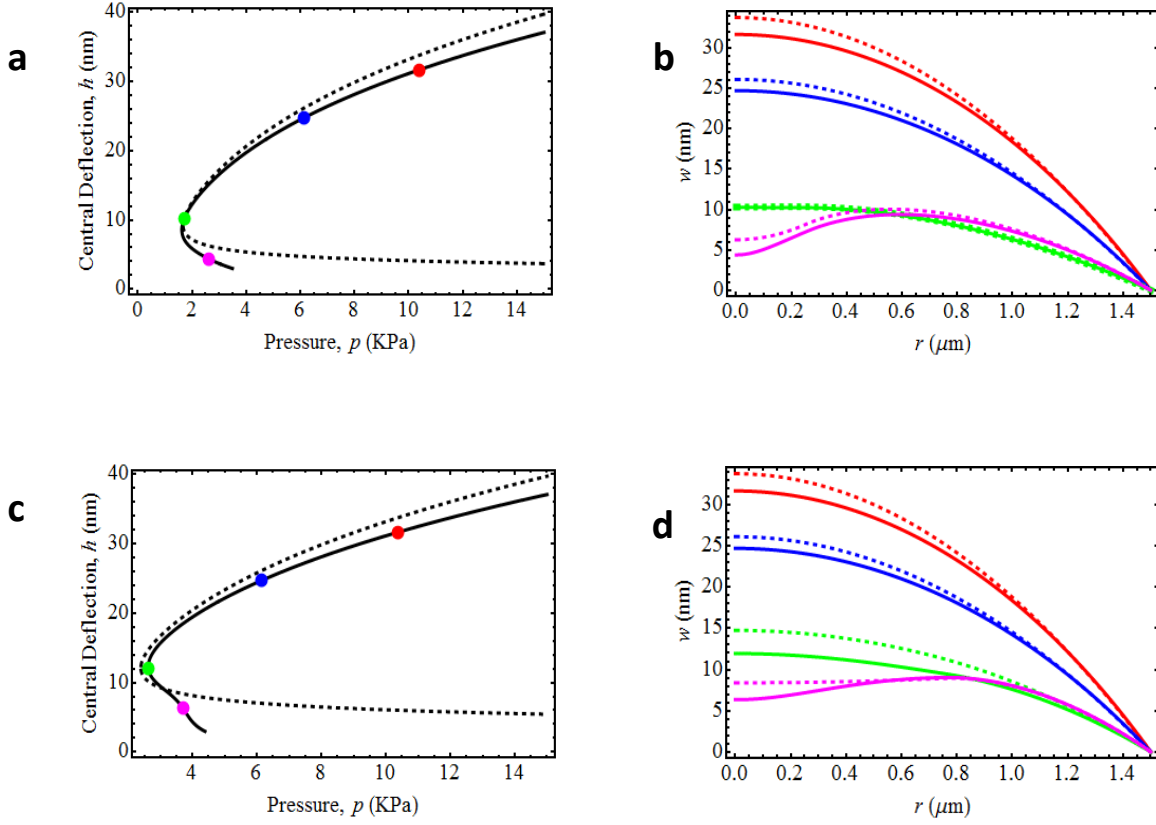 a
b
40
30
20
10
0
Central Deflection, h (nm)
0 2 4 6 8 10 12 14
Pressure, p (KPa)
30
25
20
15
10
5
0
w (nm)
0.0 0.2 0.4 0.6 0.8 1.0 1.2 1.4
r (μm)
c
d
40
30
20
10
0
Central Deflection, h (nm)
4 6 8 10 12 14
Pressure, p (KPa)
30
25
20
15
10
5
0
w (nm)
0.0 0.2 0.4 0.6 0.8 1.0 1.2 1.4
r (μm)